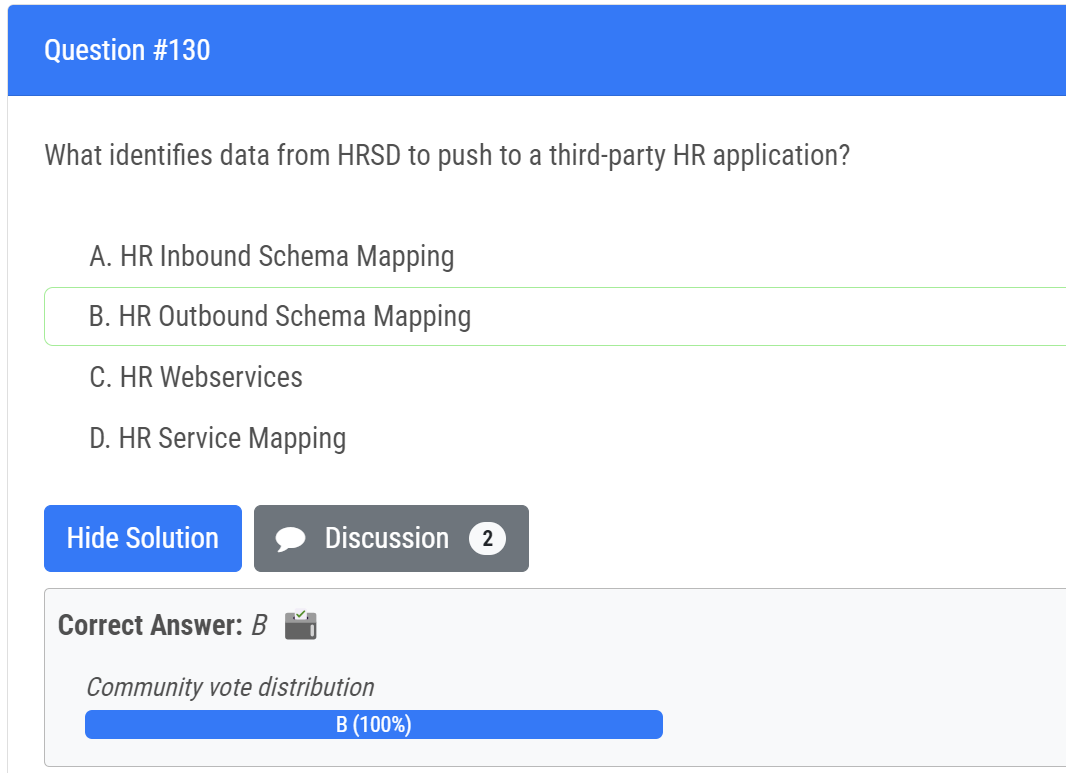 Question #130
What identifies data from HRSD to push to a third-party HR application?
A. HR Inbound Schema Mapping
B. HR Outbound Schema Mapping
C. HR Webservices
D. HR Service Mapping
Hide Solution
Discussion 2
Correct Answer: B
Community vote distribution
B (100%)